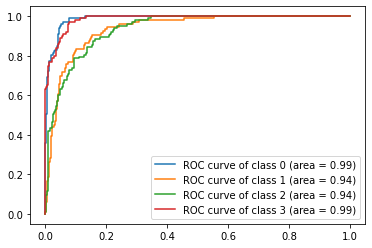 1.0
0.8
0.6
0.4
0.2
0.0
ROC curve of class 0 (area = 0.99)
ROC curve of class 1 (area = 0.94)
ROC curve of class 2 (area = 0.94)
ROC curve of class 3 (area = 0.99)
0.0 0.2 0.4 0.6 0.8 1.0